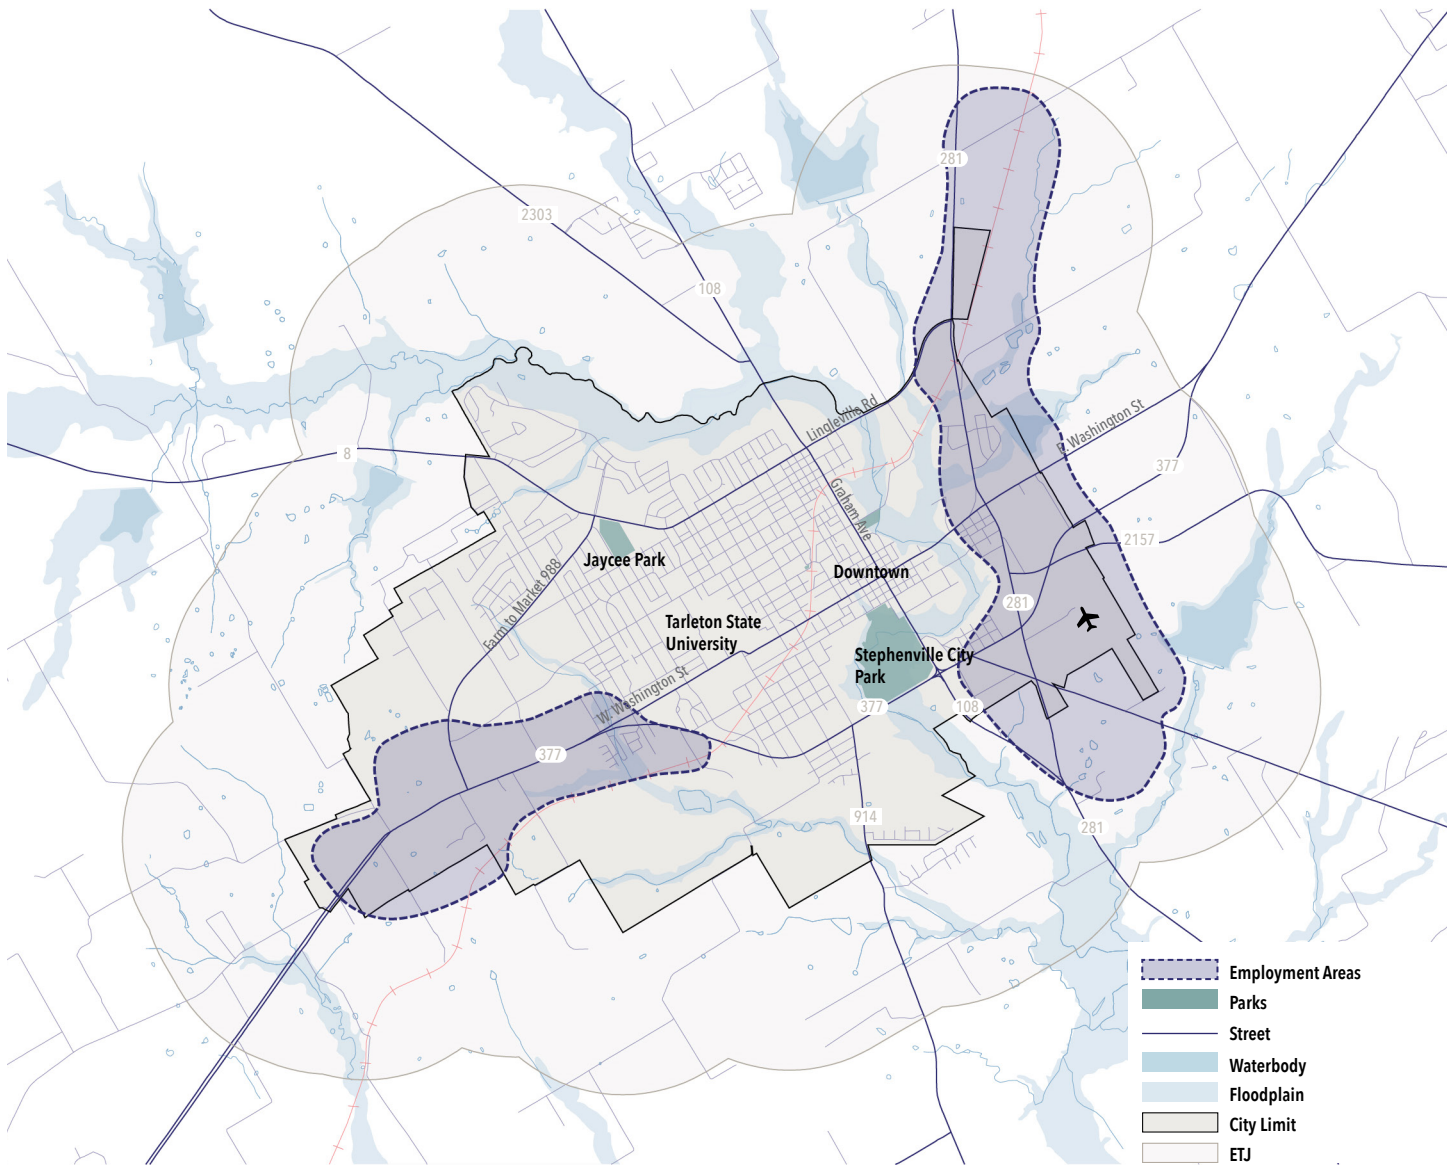 281
2303
108
Lingleville Rd
E. Washington St
8
377
Graham Ave
2157
Jaycee Park
Downtown
Farm to Market 988
281
Tarleton State
University
Stephenville City
Park
W. Washington St
377
108
377
914
281
Employment Areas
Parks
Street
Waterbody
Floodplain
City Limit
ETJ